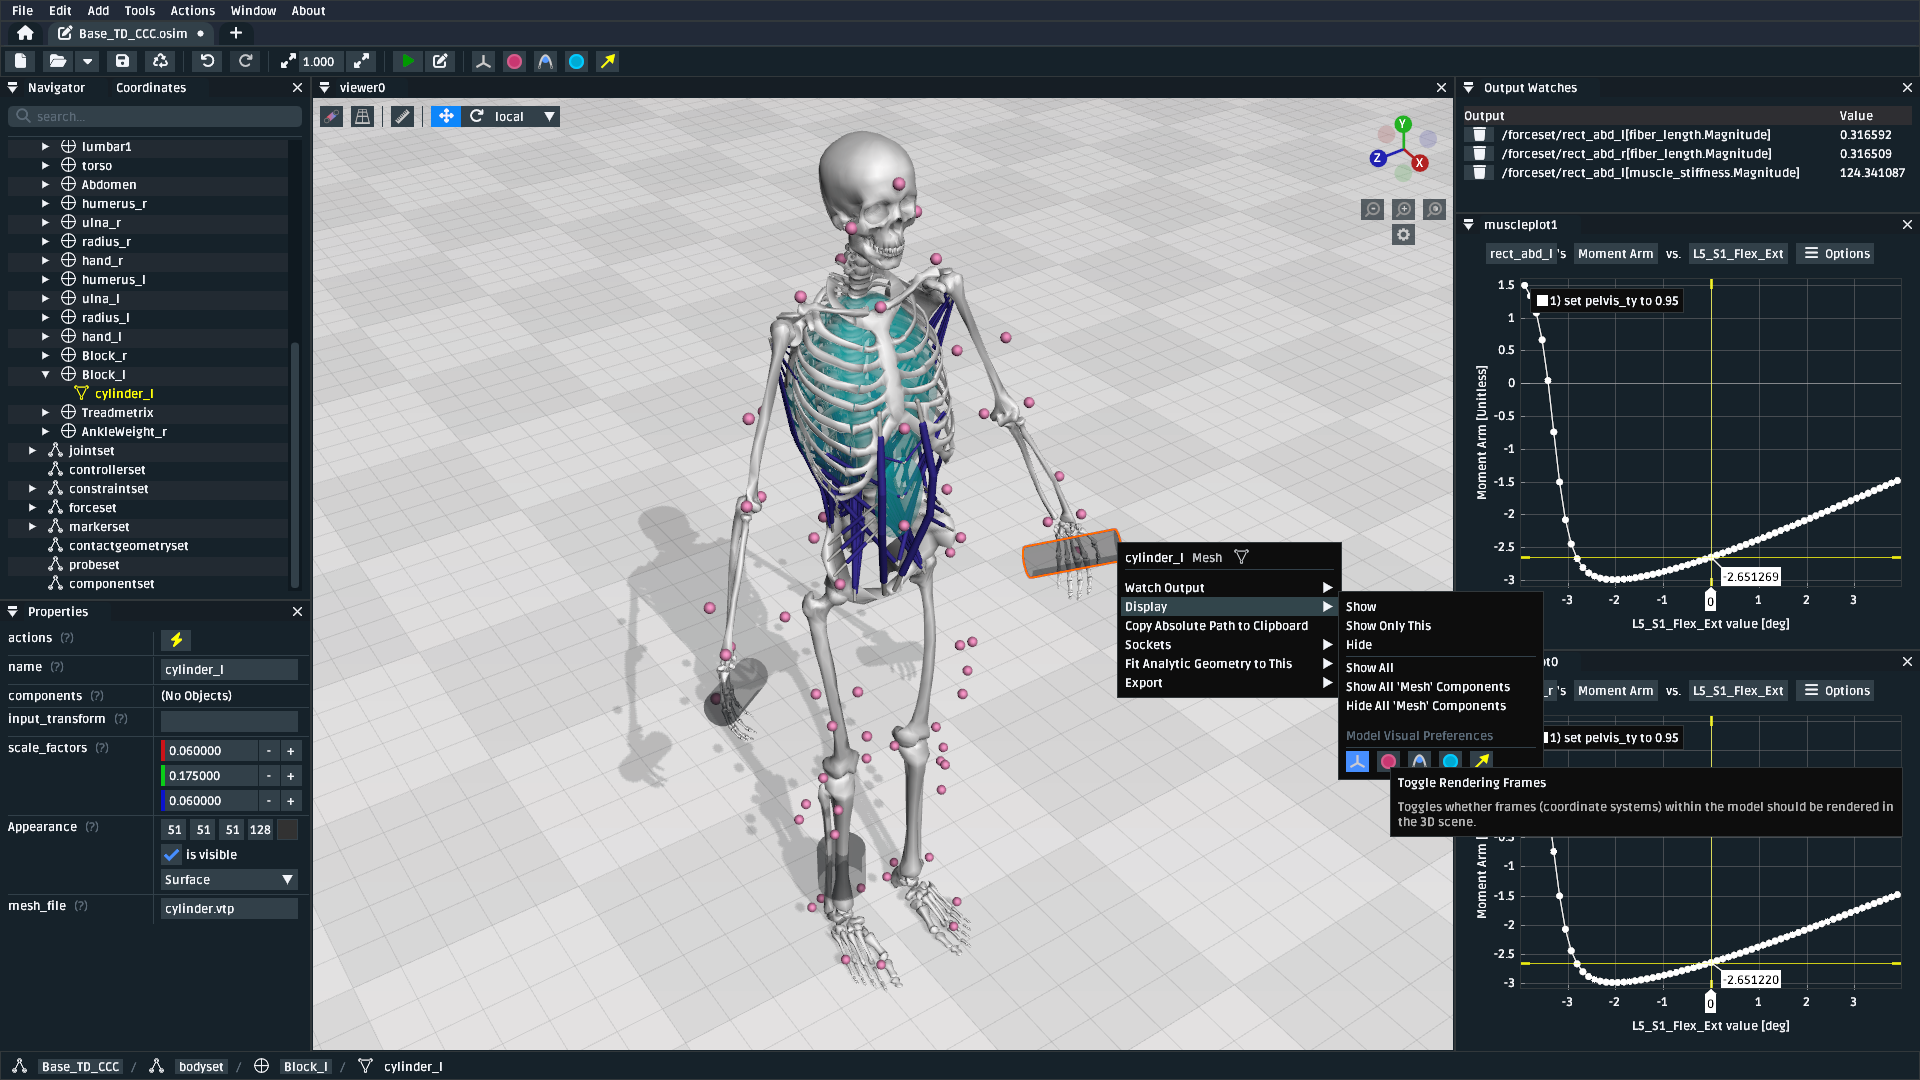 File Edit Add Tools Actions Window About
Base_TD_CCC.osim
1.000
Navigator Coordinates
search...
lumbar1
torso
Abdomen
humerus_r
ulna_r
radius_r
hand_r
humerus_l
ulna_l
radius_l
hand_l
Block_r
Block_l
cylinder_l
Treadmetrix
AnkleWeight_r
jointset
controllerset
constraintset
forceset
markerset
contactgeometryset
probeset
componentset
Properties
actions (?)
name (?) cylinder_l
components (?) (No Objects)
input_transform (?)
scale_factors (?) 0.060000 - +
0.175000 - +
0.060000 - +
Appearance (?) 51 51 51 128
is visible
Surface
mesh_file (?) cylinder.vtp
viewer0
local
Y
Z
X
cylinder_l Mesh
Watch Output
Display
Copy Absolute Path to Clipboard
Sockets
Fit Analytic Geometry to This
Export
Show
Show Only This
Hide
Show All
Show All 'Mesh' Components
Hide All 'Mesh' Components
Model Visual Preferences
Toggle Rendering Frames
Toggles whether frames (coordinate systems) within the model should be rendered in
the 3D scene.
Output Watches
Output Value
/forceset/rect_abd_l[fiber_length.Magnitude] 0.316592
/forceset/rect_abd_r[fiber_length.Magnitude] 0.316509
/forceset/rect_abd_l[muscle_stiffness.Magnitude] 124.341087
muscleplot1
rect_abd_l 's Moment Arm vs. L5_S1_Flex_Ext Options
1) set pelvis_ty to 0.95
1.5
1
0.5
0
-0.5
-1
-1.5
-2
-2.5
-3
Moment Arm [Unitless]
-2.651269
-3 -2 -1 0 1 2 3
L5_S1_Flex_Ext value [deg]
ot0
_r 's Moment Arm vs. L5_S1_Flex_Ext Options
1) set pelvis_ty to 0.95
-0.5
-1
-1.5
-2
-2.5
-3
Moment Arm [
-2.651220
-3 -2 -1 0 1 2 3
L5_S1_Flex_Ext value [deg]
Base_TD_CCC / bodyset / Block_l / cylinder_l